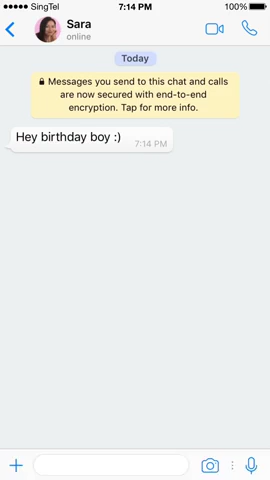 SingTel 7:14 PM 100%
Sara
online
Today
Messages you send to this chat and calls
are now secured with end-to-end
encryption. Tap for more info.
Hey birthday boy :)
7:14 PM